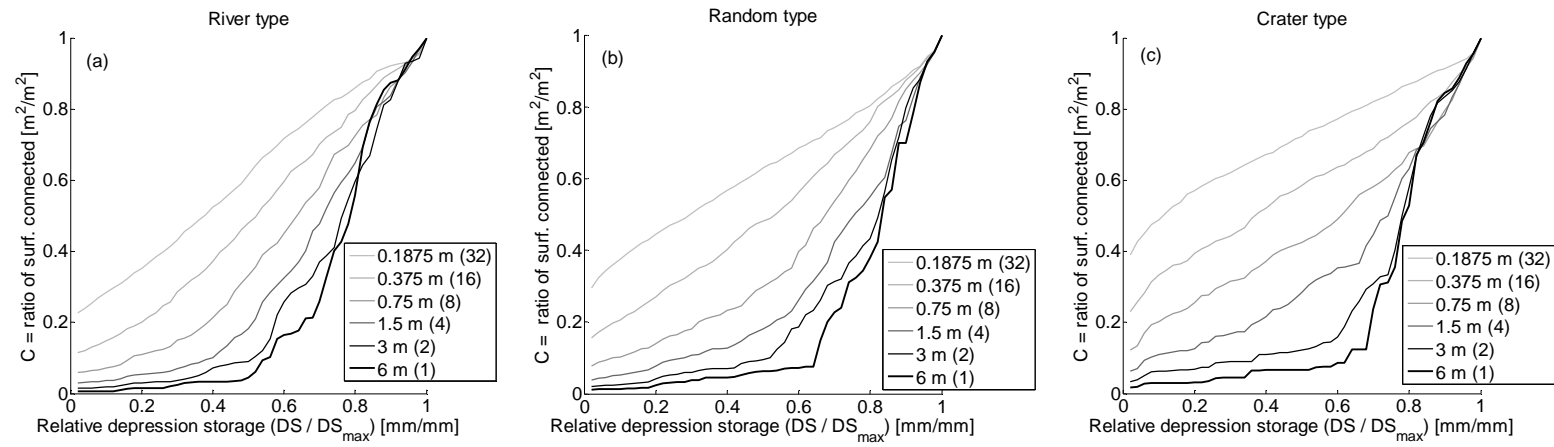 River type
(a)
C = ratio of surf. connected [m²/m²]
1
0.8
0.6
0.4
0.2
0
0 0.2 0.4 0.6 0.8 1
Relative depression storage (DS / DS_max) [mm/mm]
0.1875 m (32)
0.375 m (16)
0.75 m (8)
1.5 m (4)
3 m (2)
6 m (1)
Random type
(b)
C = ratio of surf. connected [m²/m²]
1
0.8
0.6
0.4
0.2
0
0 0.2 0.4 0.6 0.8 1
Relative depression storage (DS / DS_max) [mm/mm]
0.1875 m (32)
0.375 m (16)
0.75 m (8)
1.5 m (4)
3 m (2)
6 m (1)
Crater type
(c)
C = ratio of surf. connected [m²/m²]
1
0.8
0.6
0.4
0.2
0
0 0.2 0.4 0.6 0.8 1
Relative depression storage (DS / DS_max) [mm/mm]
0.1875 m (32)
0.375 m (16)
0.75 m (8)
1.5 m (4)
3 m (2)
6 m (1)